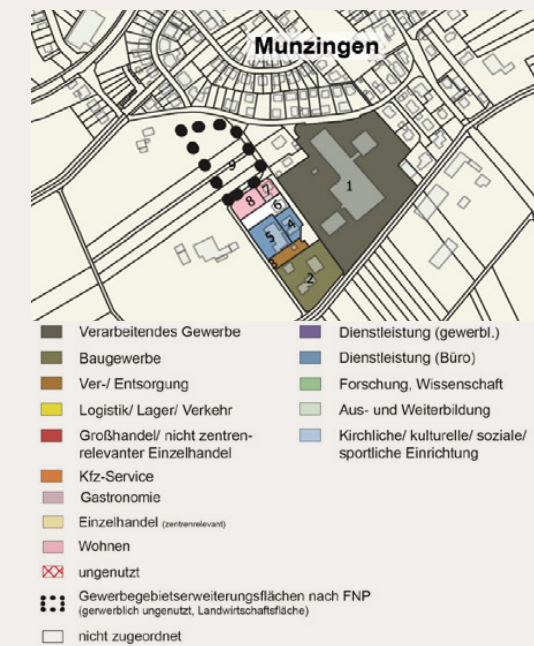 Munzingen
1
9
8
7
6
5
4
3
2
Verarbeitendes Gewerbe
Baugewerbe
Ver-/ Entsorgung
Logistik/ Lager/ Verkehr
Großhandel/ nicht zentren-
relevanter Einzelhandel
Kfz-Service
Gastronomie
Einzelhandel (zentrenrelevant)
Wohnen
ungenutzt
Gewerbegebietserweiterungsflächen nach FNP
(gerwerblich ungenutzt, Landwirtschaftsfläche)
nicht zugeordnet
Dienstleistung (gewerbl.)
Dienstleistung (Büro)
Forschung, Wissenschaft
Aus- und Weiterbildung
Kirchliche/ kulturelle/ soziale/
sportliche Einrichtung